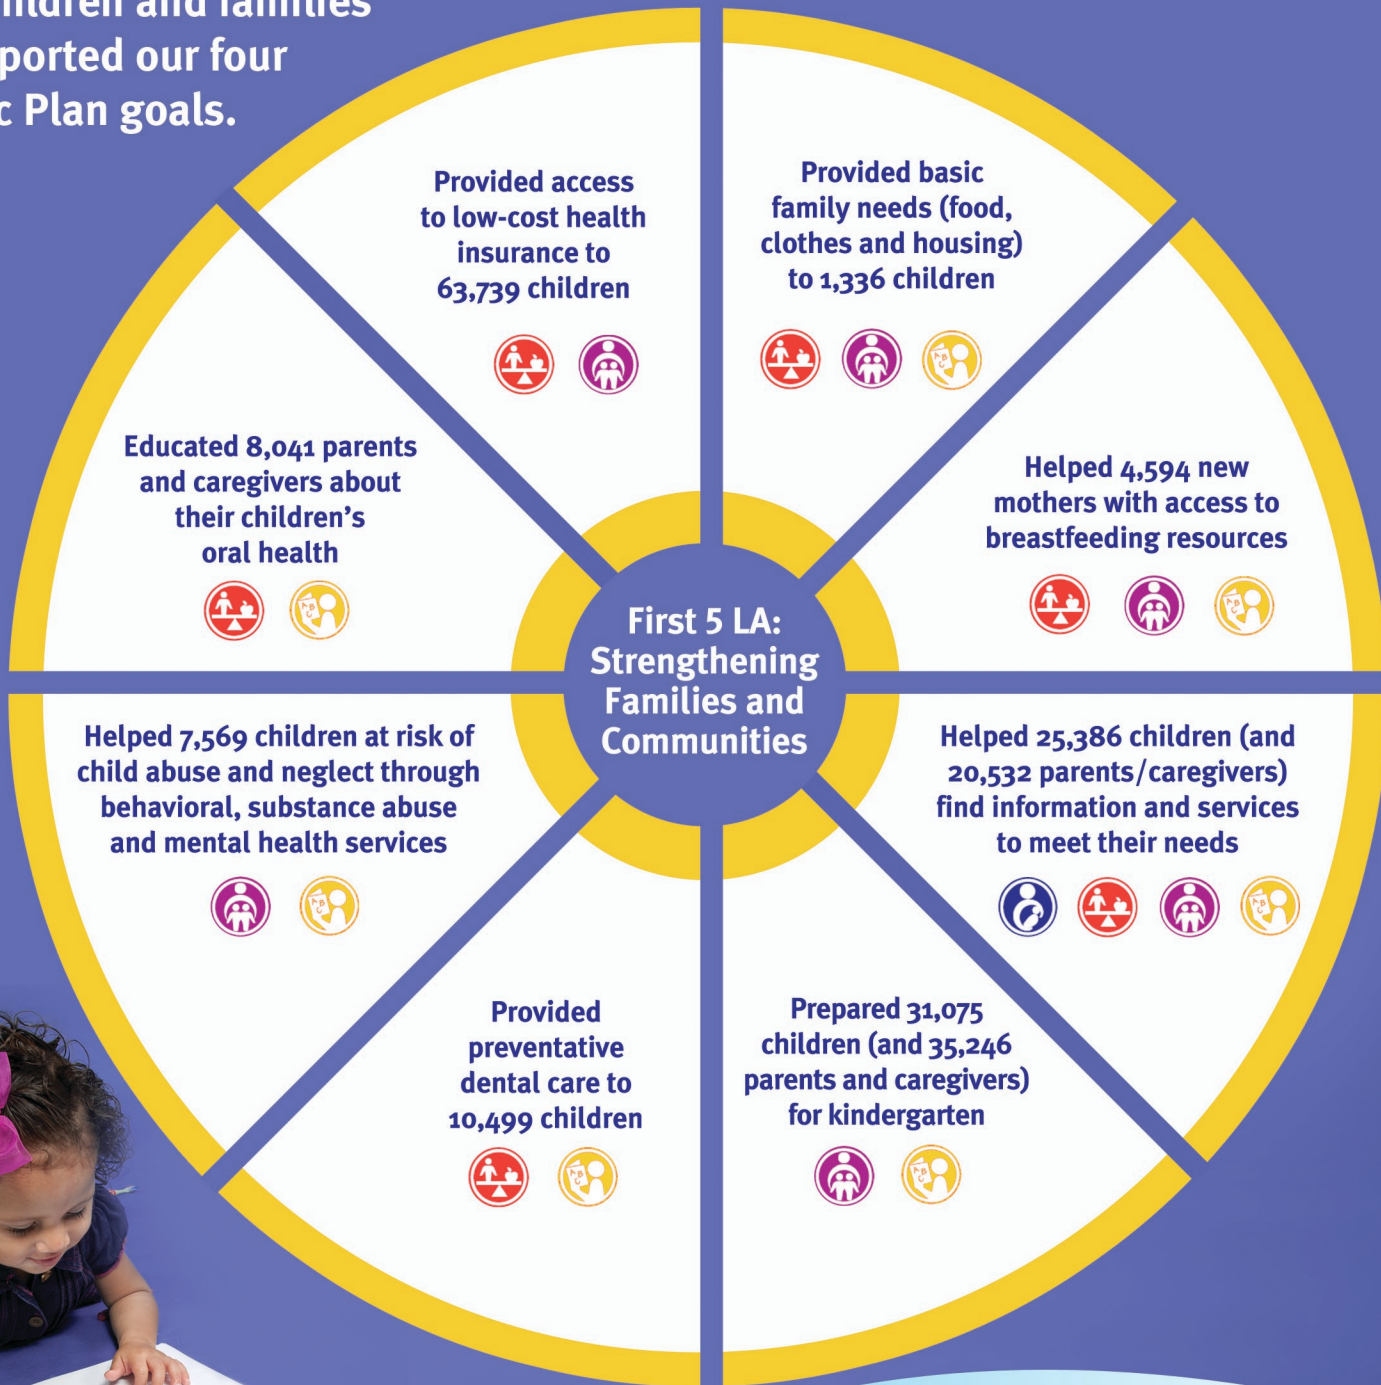 and families
ported our four
Plan goals.
Provided access
to low-cost health
insurance to
63,739 children
Provided basic
family needs (food,
clothes and housing)
to 1,336 children
Educated 8,041 parents
and caregivers about
their children's
oral health
Helped 4,594 new
mothers with access to
breastfeeding resources
First 5 LA:
Strengthening
Families and
Communities
Helped 7,569 children at risk of
child abuse and neglect through
behavioral, substance abuse
and mental health services
Helped 25,386 children (and
20,532 parents/caregivers)
find information and services
to meet their needs
Provided
preventative
dental care to
10,499 children
Prepared 31,075
children (and 35,246
parents and caregivers)
for kindergarten